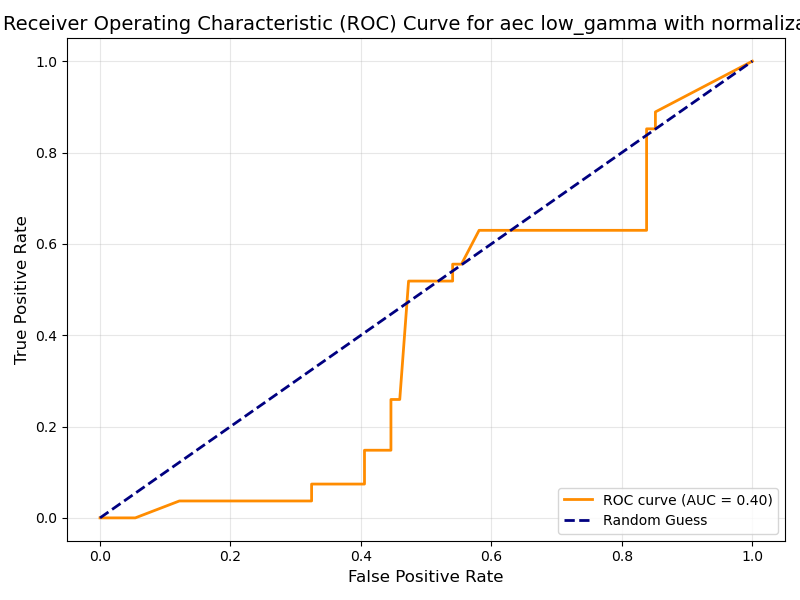 Receiver Operating Characteristic (ROC) Curve for aec low_gamma with
1.0
0.8
0.6
0.4
0.2
0.0
True Positive Rate
0.0 0.2 0.4 0.6 0.8 1.0
False Positive Rate
ROC curve (AUC = 0.40)
Random Guess